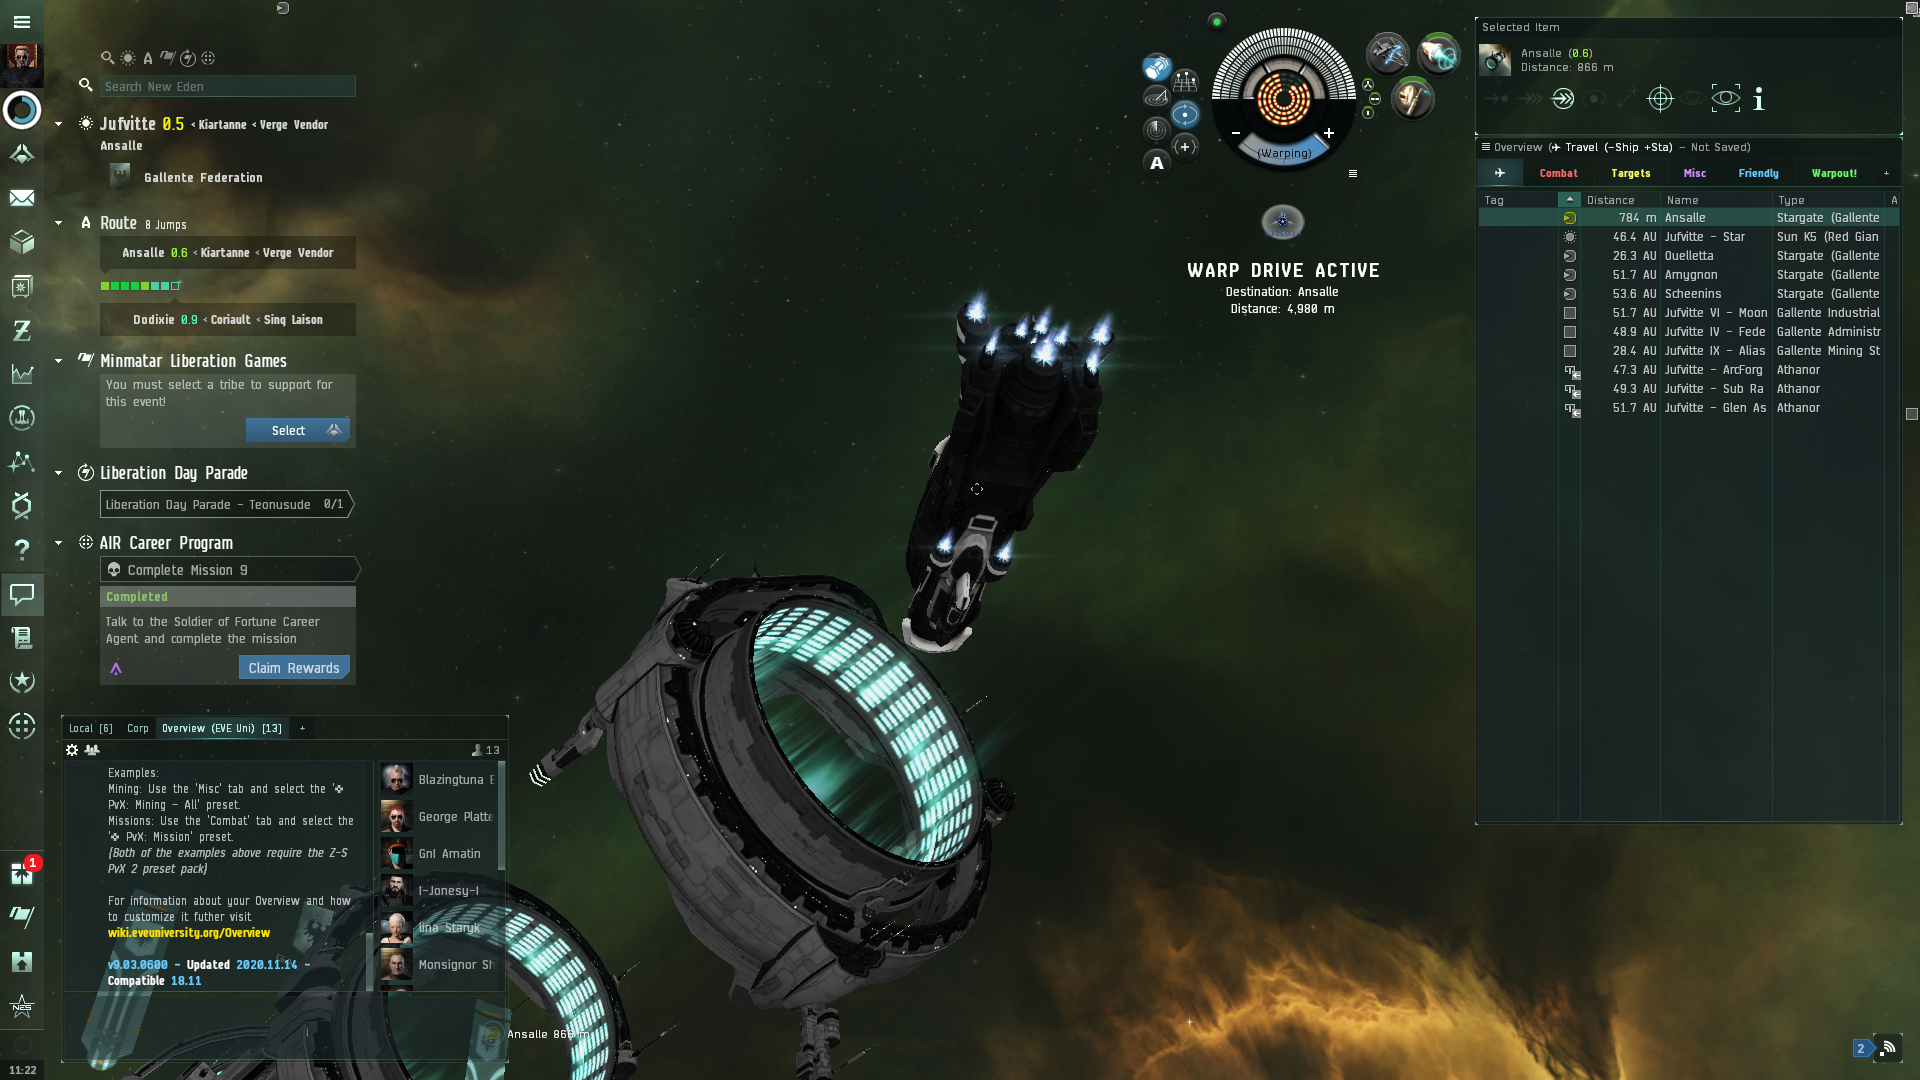 Search New Eden
Jufvitte 0.5 < Kiartanne < Verge Vendor
Ansalle
Gallente Federation
Route 8 Jumps
Ansalle 0.6 < Kiartanne < Verge Vendor
Dodixie 0.9 < Coriault < Sinq Laison
Minmatar Liberation Games
You must select a tribe to support for
this event!
Select
Liberation Day Parade
Liberation Day Parade - Teonusude 0/1
AIR Career Program
Complete Mission 9
Completed
Talk to the Soldier of Fortune Career
Agent and complete the mission
Claim Rewards
Local [6] Corp Overview (EVE Uni) [13] +
13
Examples:
Mining: Use the 'Misc' tab and select the '
PvX: Mining - All' preset.
Missions: Use the 'Combat' tab and select the
' PvX: Mission' preset.
(Both of the examples above require the Z-S
PvX 2 preset pack)
For information about your Overview and how
to customize it futher visit
wiki.eveuniversity.org/Overview
v9.03.0600 - Updated 2020.11.14 -
Compatible 18.11
Blazingtuna E
George Platte
Gnl Amatin
I-Jonesy-I
Iina Staryk
Monsignor Sh
1
NES
11:22
Ansalle 866 m
A
(Warping)
WARP DRIVE ACTIVE
Destination: Ansalle
Distance: 4,980 m
Selected Item
Ansalle (0.6)
Distance: 866 m
Overview ( Travel (-Ship +Sta) - Not Saved)
Combat Targets Misc Friendly Warpout! +
Tag Distance Name Type A
784 m Ansalle Stargate (Gallente
46.4 AU Jufvitte - Star Sun K5 (Red Gian
26.3 AU Ouelletta Stargate (Gallente
51.7 AU Amygnon Stargate (Gallente
53.6 AU Scheenins Stargate (Gallente
51.7 AU Jufvitte VI - Moon Gallente Industrial
48.9 AU Jufvitte IV - Fede Gallente Administr
28.4 AU Jufvitte IX - Alias Gallente Mining St
47.3 AU Jufvitte - ArcForg Athanor
49.3 AU Jufvitte - Sub Ra Athanor
51.7 AU Jufvitte - Glen As Athanor
2